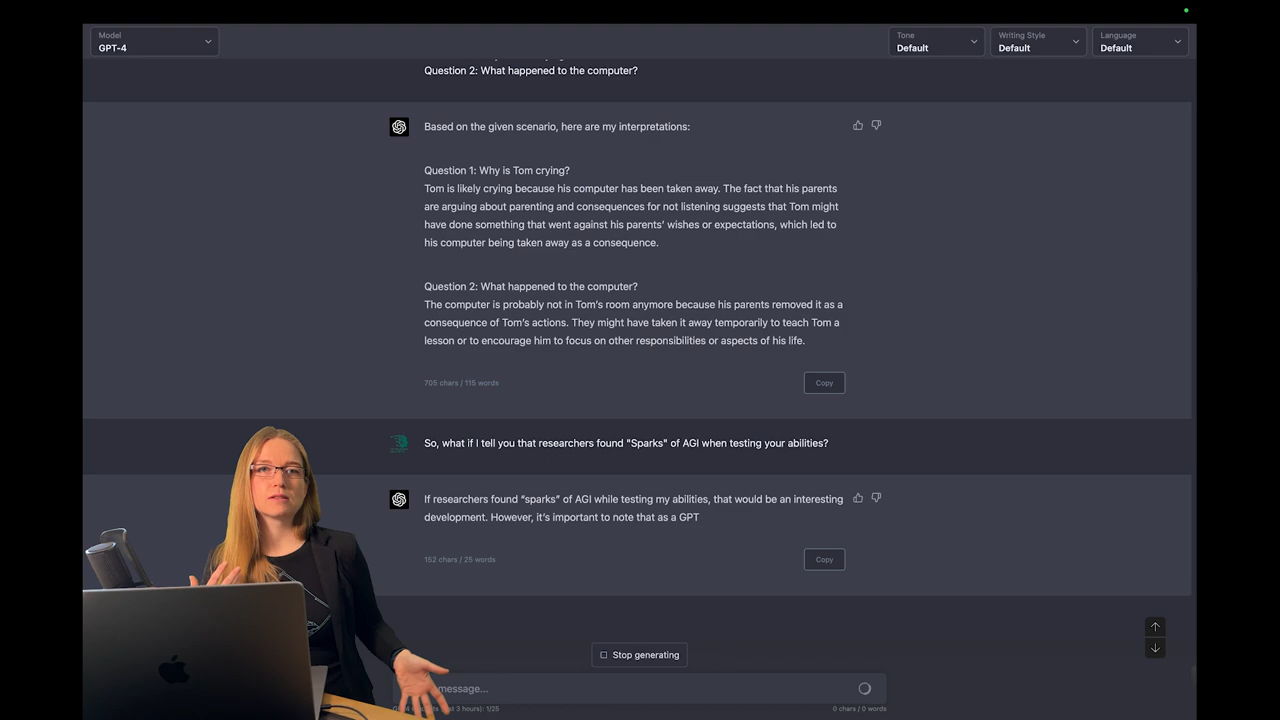 Model
GPT-4
Tone
Default
Writing Style
Default
Language
Default
Question 2: What happened to the computer?
Based on the given scenario, here are my interpretations:
Question 1: Why is Tom crying?
Tom is likely crying because his computer has been taken away. The fact that his parents
are arguing about parenting and consequences for not listening suggests that Tom might
have done something that went against his parents' wishes or expectations, which led to
his computer being taken away as a consequence.
Question 2: What happened to the computer?
The computer is probably not in Tom's room anymore because his parents removed it as a
consequence of Tom's actions. They might have taken it away temporarily to teach Tom a
lesson or to encourage him to focus on other responsibilities or aspects of his life.
705 chars / 115 words
Copy
So, what if I tell you that researchers found "Sparks" of AGI when testing your abilities?
If researchers found “sparks” of AGI while testing my abilities, that would be an interesting
development. However, it's important to note that as a GPT
152 chars / 25 words
Copy
Stop generating
message...
3 hours): 1/25
0 chars / 0 words